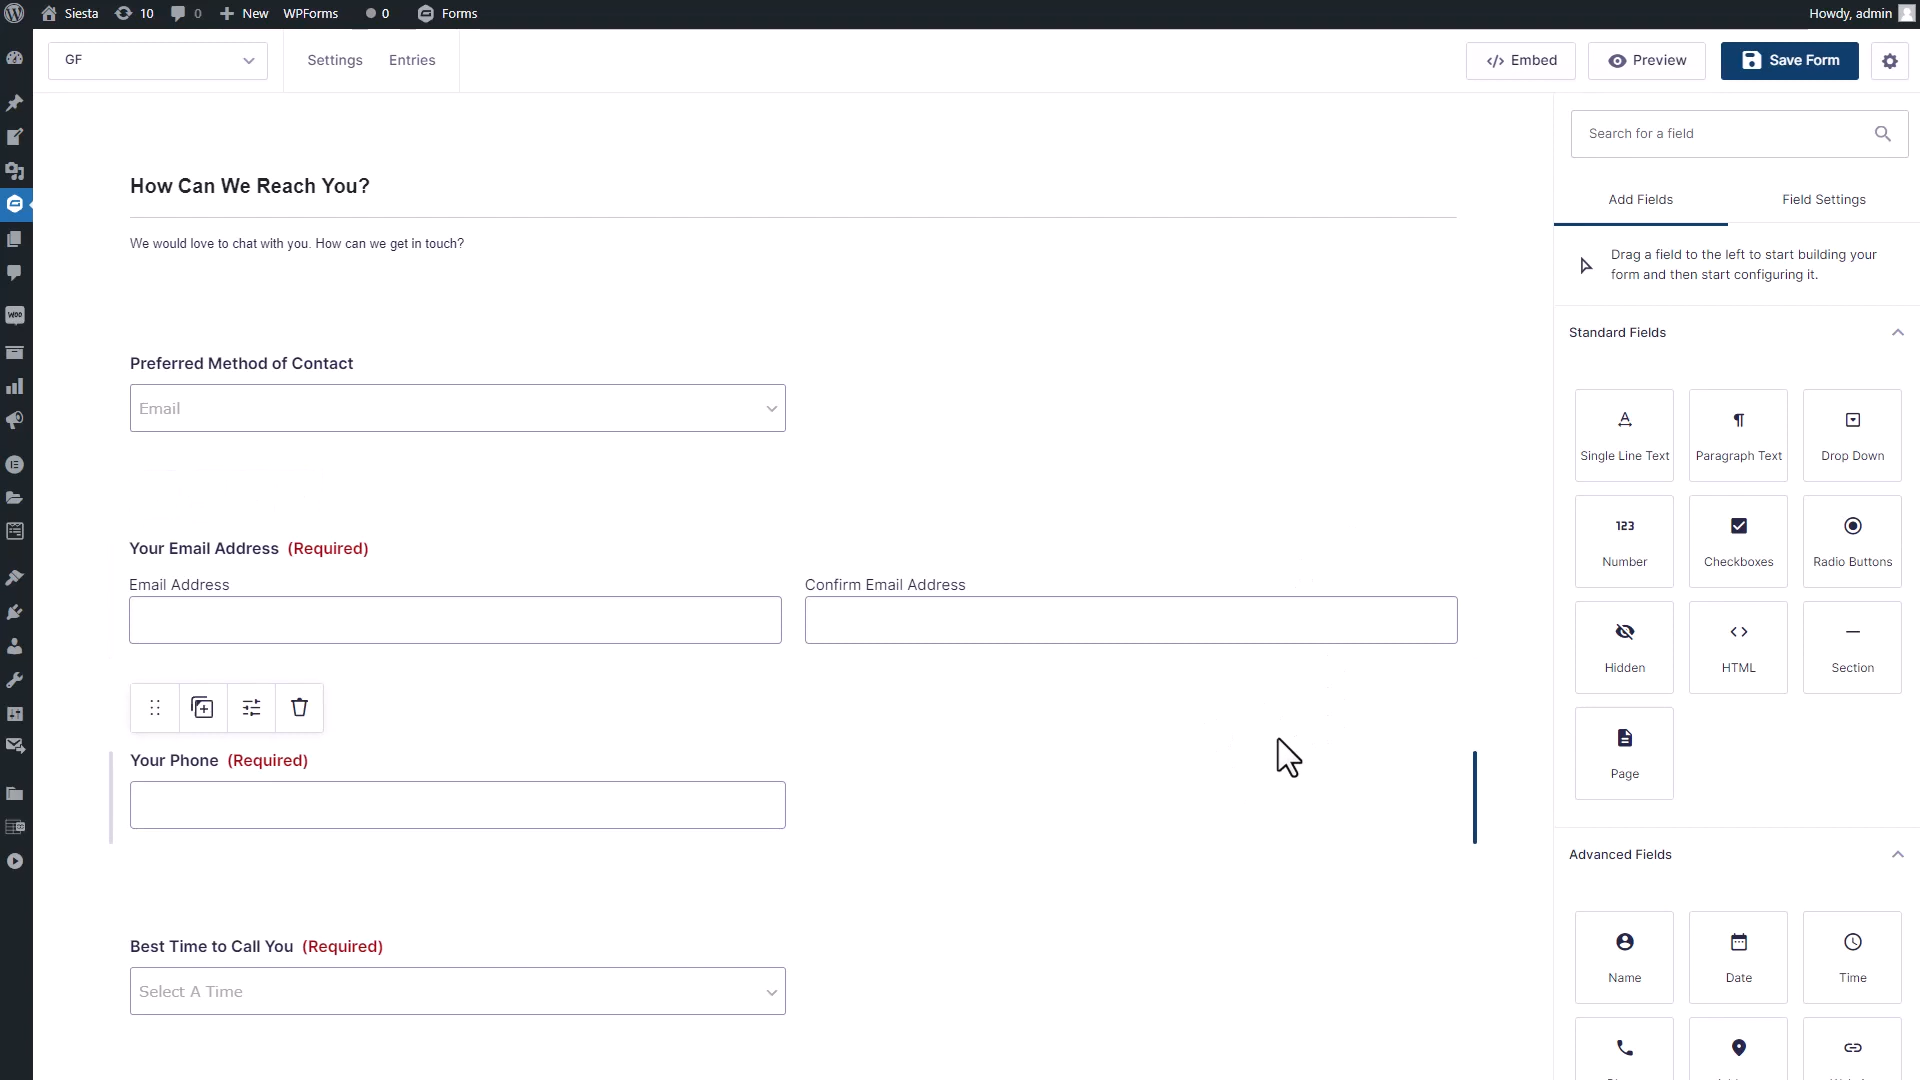 Siesta
10
0
New
WPForms
0
Forms
Howdy, admin
GF
Settings
Entries
Embed
Preview
Save Form
Search for a field
Add Fields
Field Settings
Drag a field to the left to start building your
form and then start configuring it.
How Can We Reach You?
We would love to chat with you. How can we get in touch?
Standard Fields
Preferred Method of Contact
Email
Single Line Text
Paragraph Text
Drop Down
123
Number
Checkboxes
Radio Buttons
Your Email Address (Required)
Email Address
Confirm Email Address
Hidden
HTML
Section
Page
Your Phone (Required)
Advanced Fields
Best Time to Call You (Required)
Select A Time
Name
Date
Time